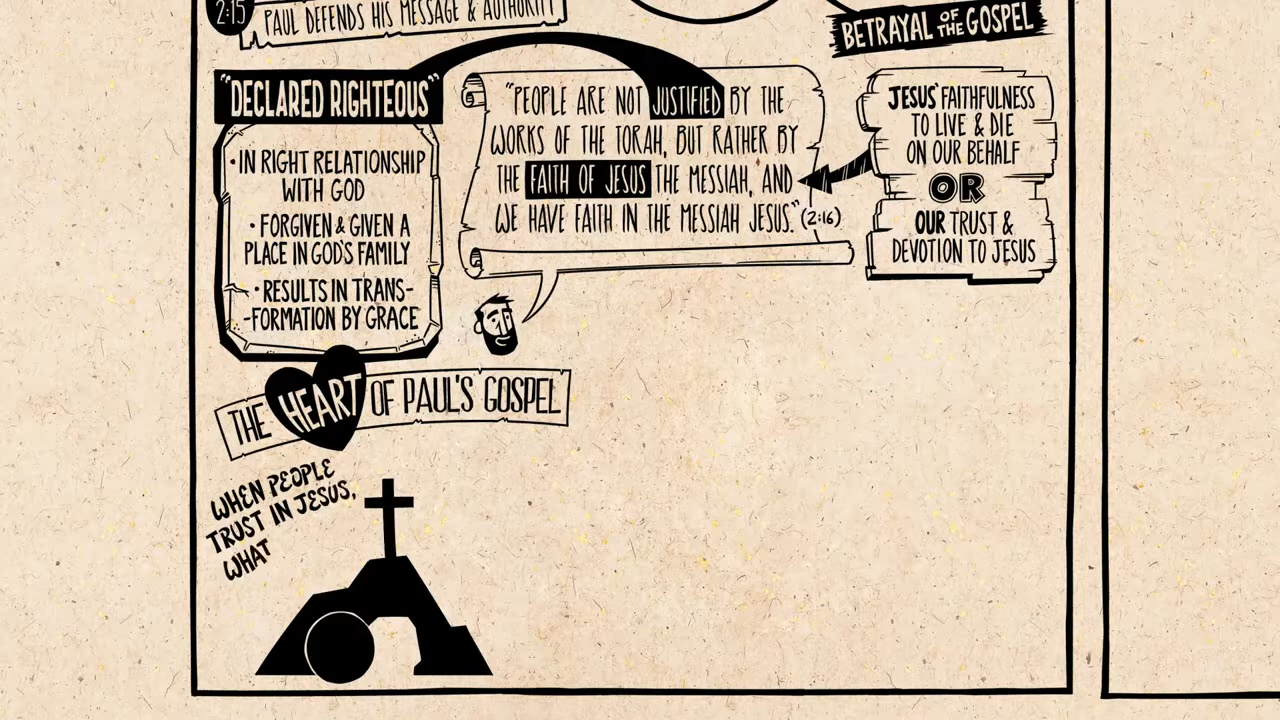 2:15
PAUL DEFENDS HIS MESSAGE & AUTHORITY
BETRAYAL OF THE GOSPEL
"DECLARED RIGHTEOUS"
• IN RIGHT RELATIONSHIP
WITH GOD
• FORGIVEN & GIVEN A
PLACE IN GOD'S FAMILY
• RESULTS IN TRANS-
-FORMATION BY GRACE
"PEOPLE ARE NOT JUSTIFIED BY THE
WORKS OF THE TORAH, BUT RATHER BY
THE FAITH OF JESUS THE MESSIAH, AND
WE HAVE FAITH IN THE MESSIAH JESUS." (2:16)
JESUS' FAITHFULNESS
TO LIVE & DIE
ON OUR BEHALF
OR
OUR TRUST &
DEVOTION TO JESUS
THE HEART OF PAUL'S GOSPEL
WHEN PEOPLE
TRUST IN JESUS,
WHAT